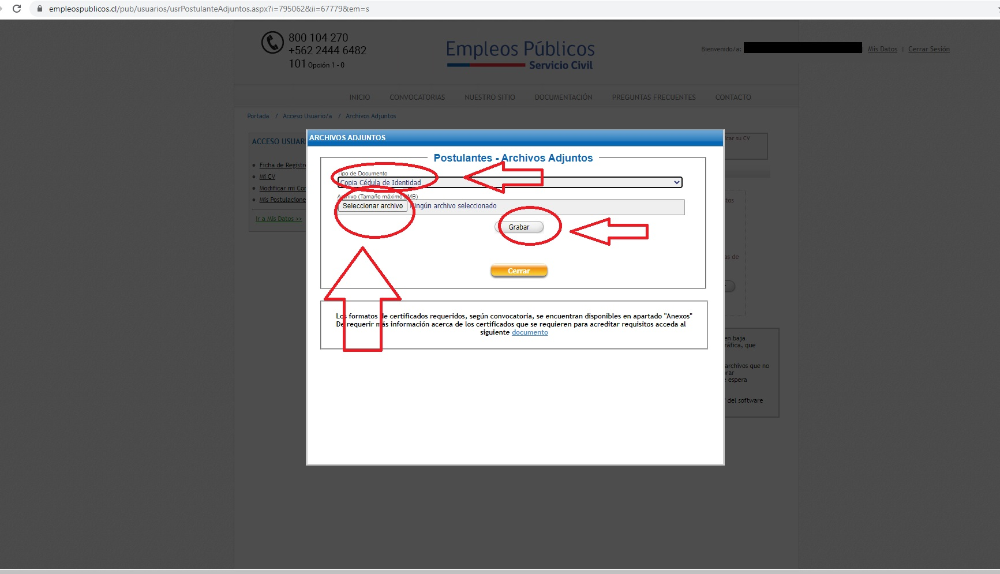 empleospublicos.cl/pub/usuarios/usrPostulanteAdjuntos.aspx?i=795062&ii=67779&em=s
800 104 270
+562 2444 6482
101 Opción 1 - 0
Empleos Públicos
Servicio Civil
Bienvenido/a: | Mis Datos | Cerrar Sesión
INICIO CONVOCATORIAS NUESTRO SITIO DOCUMENTACIÓN PREGUNTAS FRECUENTES CONTACTO
Portada / Acceso Usuario/a / Archivos Adjuntos
ACCESO USUAR
Ficha de Registr
Mi CV
Modificar mi Co
Mis Postulacione
Ir a Mis Datos >>
ARCHIVOS ADJUNTOS
Postulantes - Archivos Adjuntos
Tipo de Documento
Copia Cédula de Identidad
Archivo (Tamaño máximo MB)
Seleccionar archivo Ningún archivo seleccionado
Grabar
Cerrar
Los formatos de certificados requeridos, según convocatoria, se encuentran disponibles en apartado "Anexos"
De requerir más información acerca de los certificados que se requieren para acreditar requisitos acceda al
siguiente documento
car su CV
tos
as de
en baja
ráfica, que
archivos que no
rar
e espera
del software